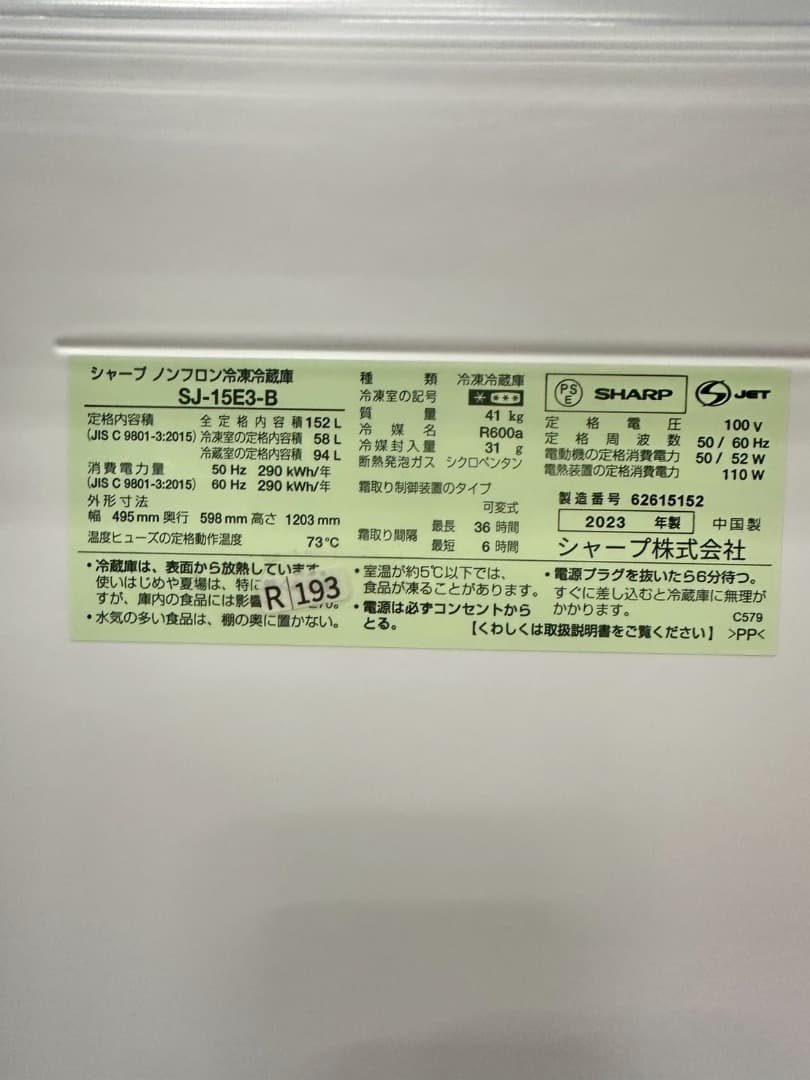 シャープ ノンフロン冷凍冷蔵庫
SJ-15E3-B
定格内容積 全定格内容積 152 L
(JIS C 9801-3:2015) 冷凍室の定格内容積 58 L
冷蔵室の定格内容積 94 L
消費電力量 50 Hz 290 kWh/年
(JIS C 9801-3:2015) 60 Hz 290 kWh/年
外形寸法
幅 495 mm 奥行 598 mm 高さ 1203 mm
温度ヒューズの定格動作温度 73℃
種類 冷凍冷蔵庫
冷凍室の記号 * ***
質量 41 kg
冷媒名 R600a
冷媒封入量 31 g
断熱発泡ガス シクロペンタン
霜取り制御装置のタイプ
可変式
霜取り間隔 最長 36 時間
最短 6 時間
PS E SHARP S JET
定格電圧 100 V
定格周波数 50 / 60 Hz
電動機の定格消費電力 50 / 52 W
電熱装置の定格消費電力 110 W
製造番号 62615152
2023 年製 中国製
シャープ株式会社
・冷蔵庫は、表面から放熱しています。
使いはじめや夏場は、特に
すが、庫内の食品には影響
R 193
・水気の多い食品は、棚の奥に置かない。
・室温が約5℃以下では、
食品が凍ることがあります。
・電源は必ずコンセントから
とる。
・電源プラグを抜いたら6分待つ。
すぐに差し込むと冷蔵庫に無理が
かかります。
C579
【くわしくは取扱説明書をご覧ください】 >PP<